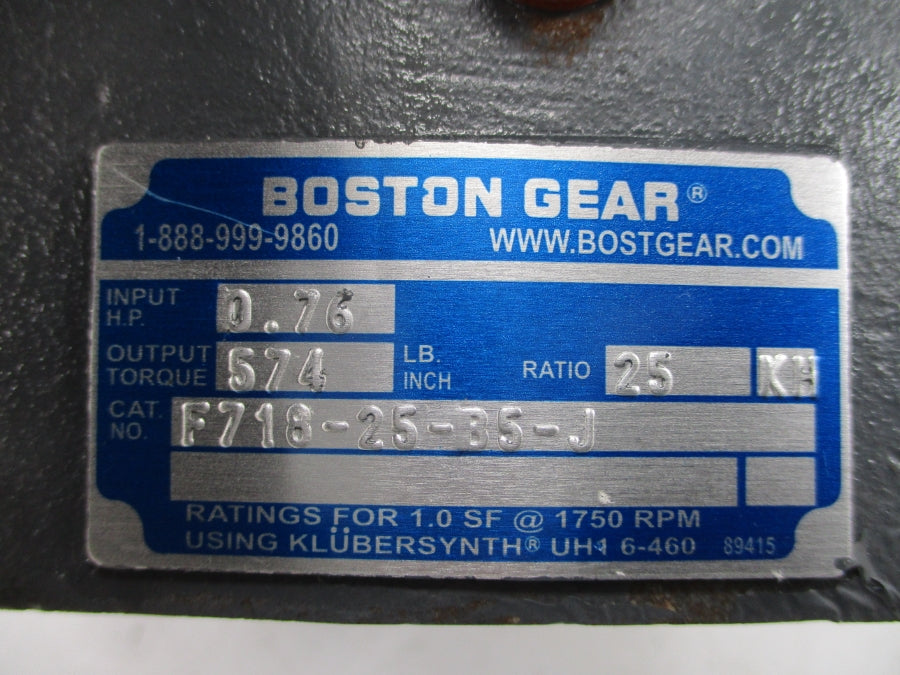 BOSTON GEAR®
1-888-999-9860 WWW.BOSTGEAR.COM
INPUT H.P. 0.76
OUTPUT TORQUE 574 LB. INCH RATIO 25 KH
CAT. NO. F718-25-B5-J
RATINGS FOR 1.0 SF @ 1750 RPM
USING KLÜBERSYNTH® UH1 6-460 89415